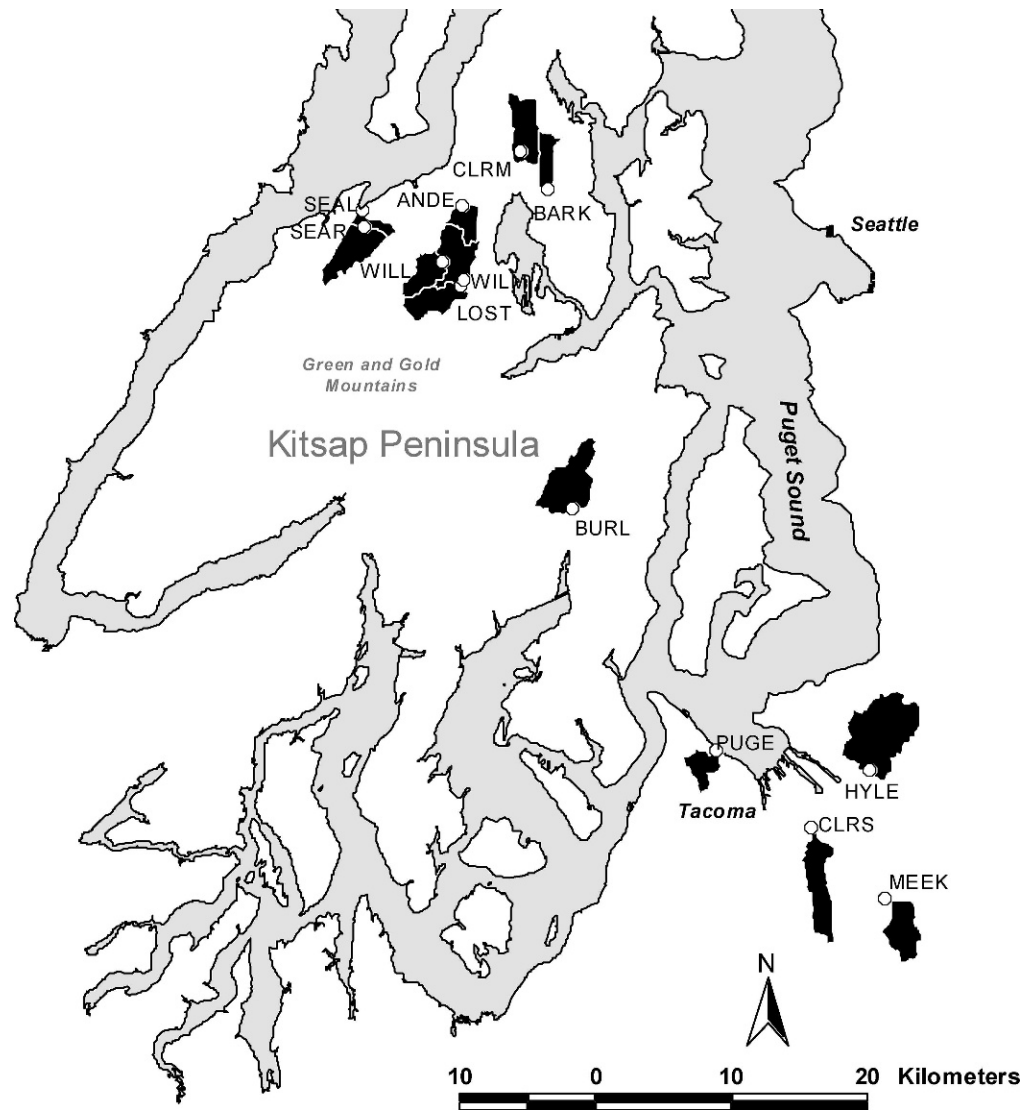 CLRM
BARK
SEAL
ANDE
SEAR
Seattle
WILL
WILM
LOST
Green and Gold
Mountains
Kitsap Peninsula
Puget Sound
BURL
PUGE
HYLE
Tacoma
CLRS
MEEK
N
10 0 10 20 Kilometers